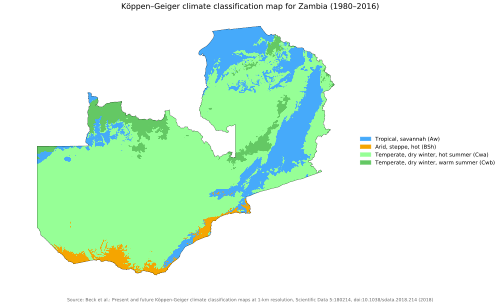 Köppen–Geiger climate classification map for Zambia (1980–2016)
Tropical, savannah (Aw)
Arid, steppe, hot (BSh)
Temperate, dry winter, hot summer (Cwa)
Temperate, dry winter, warm summer (Cwb)
Source: Beck et al.: Present and future Köppen-Geiger climate classification maps at 1-km resolution, Scientific Data 5:180214, doi:10.1038/sdata.2018.214 (2018)